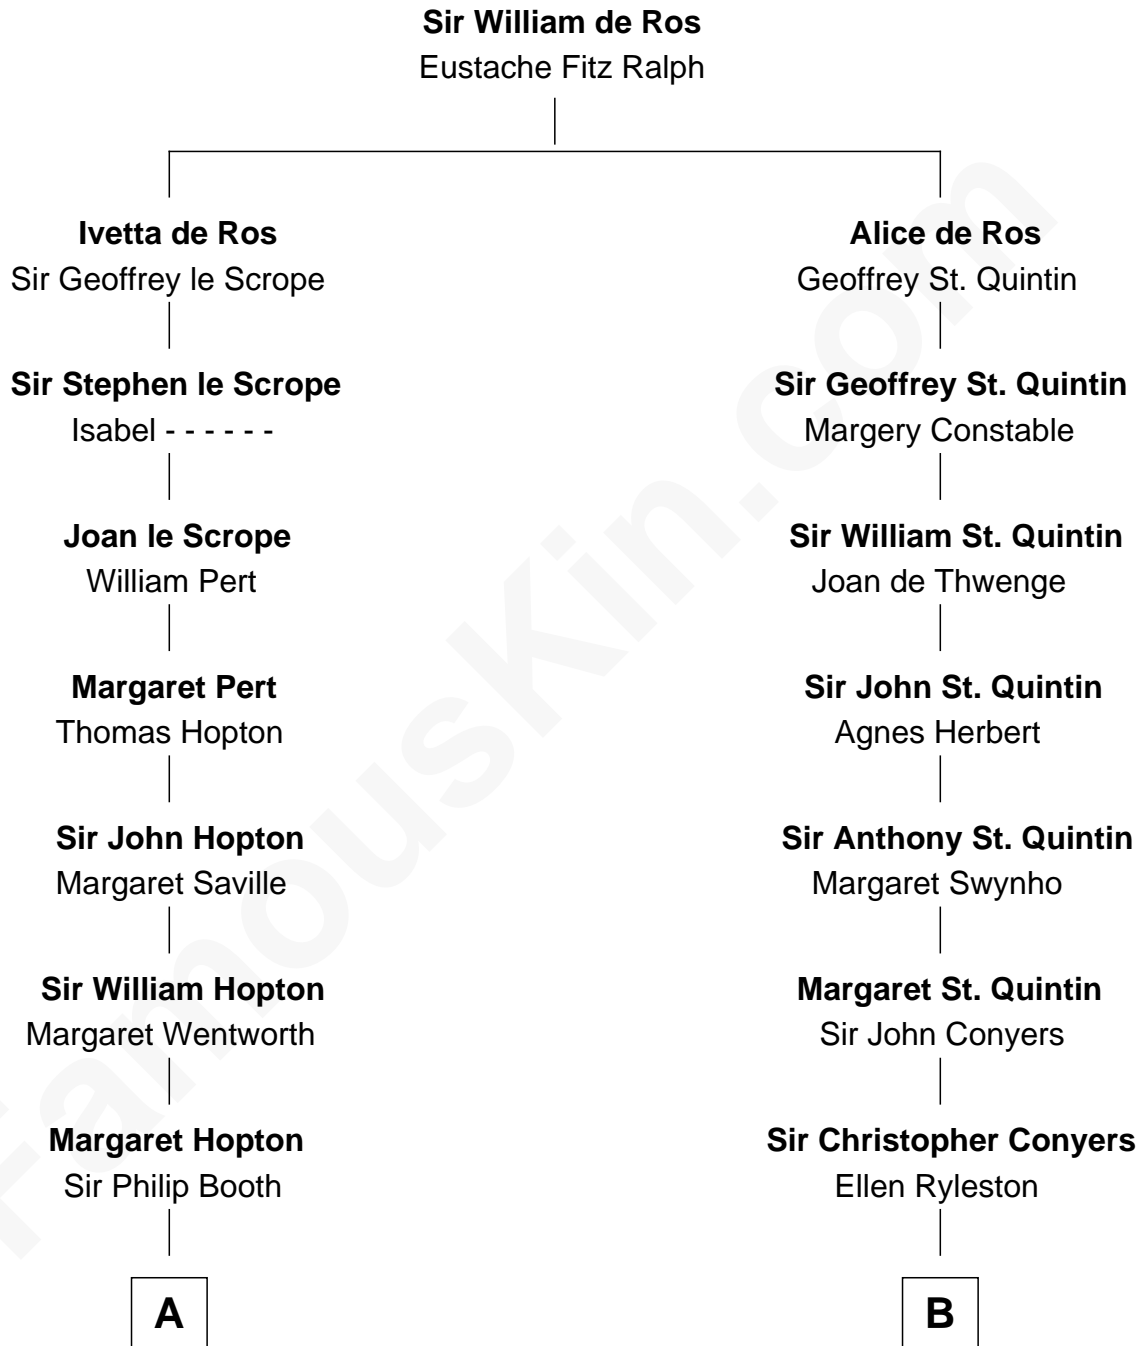 Sir William de Ros
Eustache Fitz Ralph
Ivetta de Ros
Sir Geoffrey le Scrope
Alice de Ros
Geoffrey St. Quintin
Sir Stephen le Scrope
Isabel - - - - - -
Sir Geoffrey St. Quintin
Margery Constable
Joan le Scrope
William Pert
Sir William St. Quintin
Joan de Thwenge
Margaret Pert
Thomas Hopton
Sir John St. Quintin
Agnes Herbert
Sir John Hopton
Margaret Saville
Sir Anthony St. Quintin
Margaret Swynho
Sir William Hopton
Margaret Wentworth
Margaret St. Quintin
Sir John Conyers
Margaret Hopton
Sir Philip Booth
Sir Christopher Conyers
Ellen Ryleston
A
B
FamousKin.com